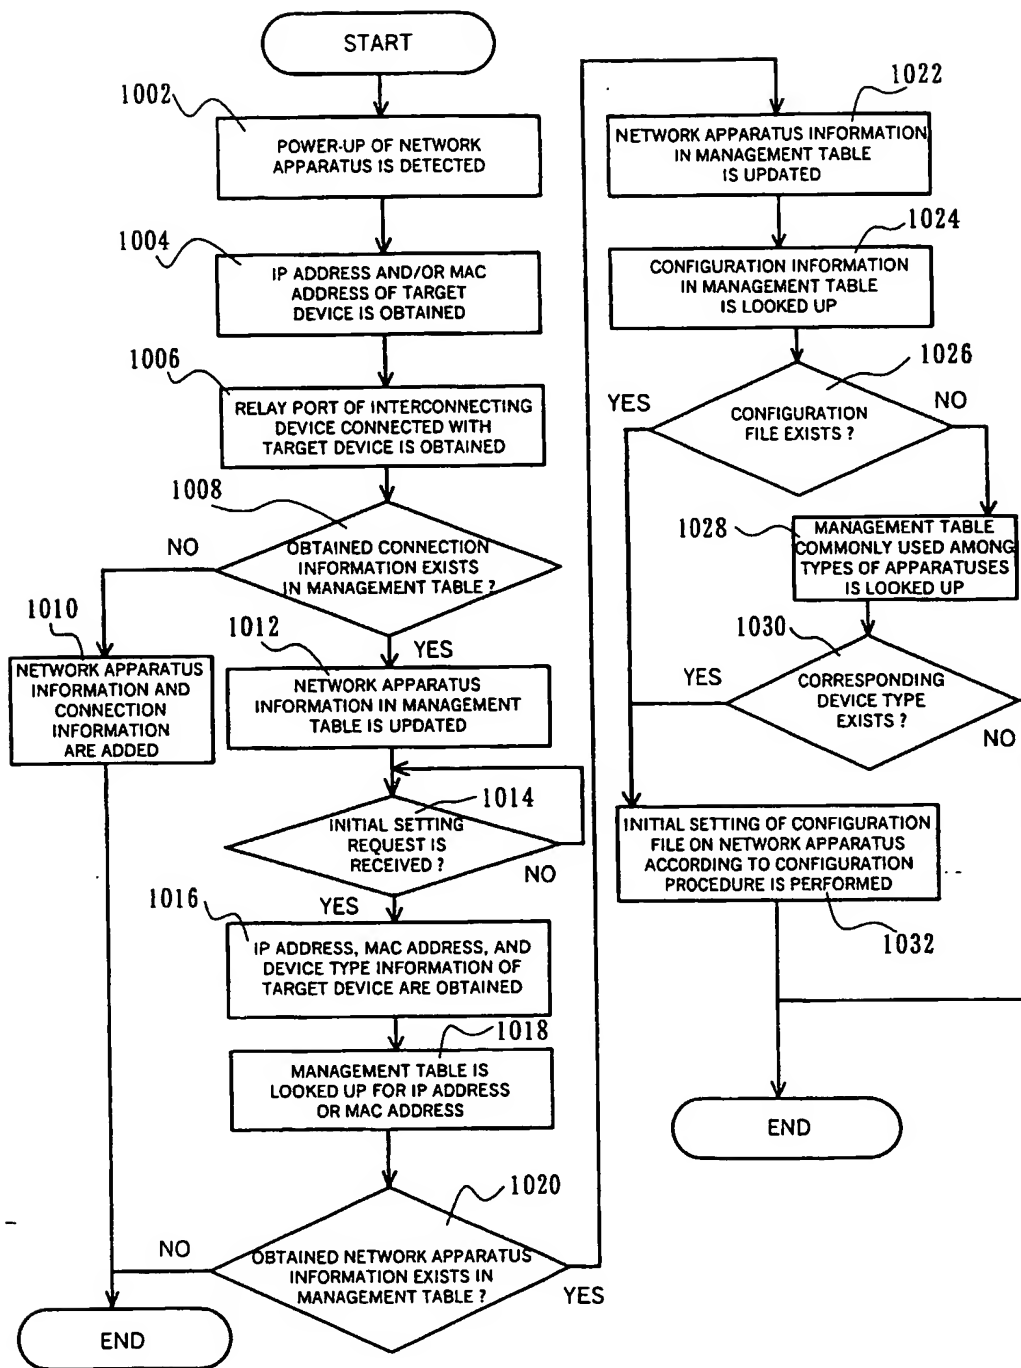 START
1002
POWER-UP OF NETWORK
APPARATUS IS DETECTED
1004
IP ADDRESS AND/OR MAC
ADDRESS OF TARGET
DEVICE IS OBTAINED
1006
RELAY PORT OF INTERCONNECTING
DEVICE CONNECTED WITH
TARGET DEVICE IS OBTAINED
1008
OBTAINED CONNECTION
INFORMATION EXISTS
IN MANAGEMENT TABLE ?
NO
YES
1010
NETWORK APPARATUS
INFORMATION AND
CONNECTION
INFORMATION
ARE ADDED
1012
NETWORK APPARATUS
INFORMATION IN MANAGEMENT
TABLE IS UPDATED
1014
INITIAL SETTING
REQUEST IS
RECEIVED ?
NO
YES
1016
IP ADDRESS, MAC ADDRESS, AND
DEVICE TYPE INFORMATION OF
TARGET DEVICE ARE OBTAINED
1018
MANAGEMENT TABLE IS
LOOKED UP FOR IP ADDRESS
OR MAC ADDRESS
1020
OBTAINED NETWORK APPARATUS
INFORMATION EXISTS IN
MANAGEMENT TABLE ?
NO
YES
END
1022
NETWORK APPARATUS INFORMATION
IN MANAGEMENT TABLE
IS UPDATED
1024
CONFIGURATION INFORMATION
IN MANAGEMENT TABLE
IS LOOKED UP
1026
CONFIGURATION
FILE EXISTS ?
YES
NO
1028
MANAGEMENT TABLE
COMMONLY USED AMONG
TYPES OF APPARATUSES
IS LOOKED UP
1030
CORRESPONDING
DEVICE TYPE
EXISTS ?
YES
NO
INITIAL SETTING OF CONFIGURATION
FILE ON NETWORK APPARATUS
ACCORDING TO CONFIGURATION
PROCEDURE IS PERFORMED
1032
END